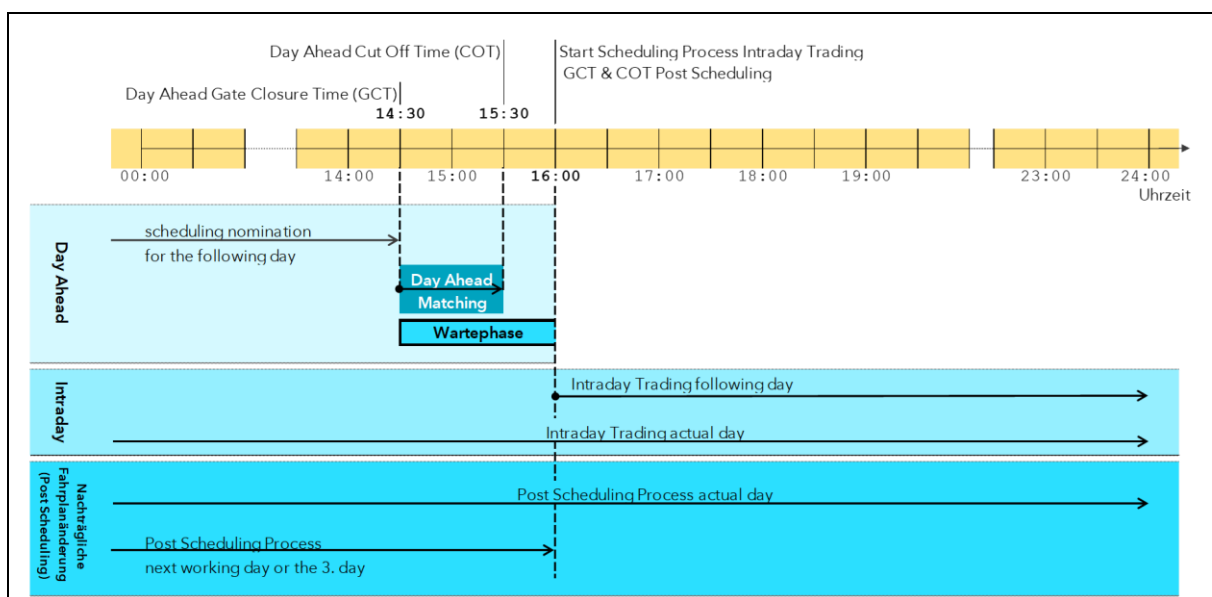 Day Ahead Cut Off Time (COT)
Start Scheduling Process Intraday Trading
GCT & COT Post Scheduling
Day Ahead Gate Closure Time (GCT)
14:30
15:30
00:00
14:00
15:00
16:00
17:00
18:00
19:00
23:00
24:00
Uhrzeit
Day Ahead
scheduling nomination
for the following day
Day Ahead
Matching
Wartephase
Intraday
Intraday Trading following day
Intraday Trading actual day
Nachträgliche
Fahrplanänderung
(Post Scheduling)
Post Scheduling Process actual day
Post Scheduling Process
next working day or the 3. day